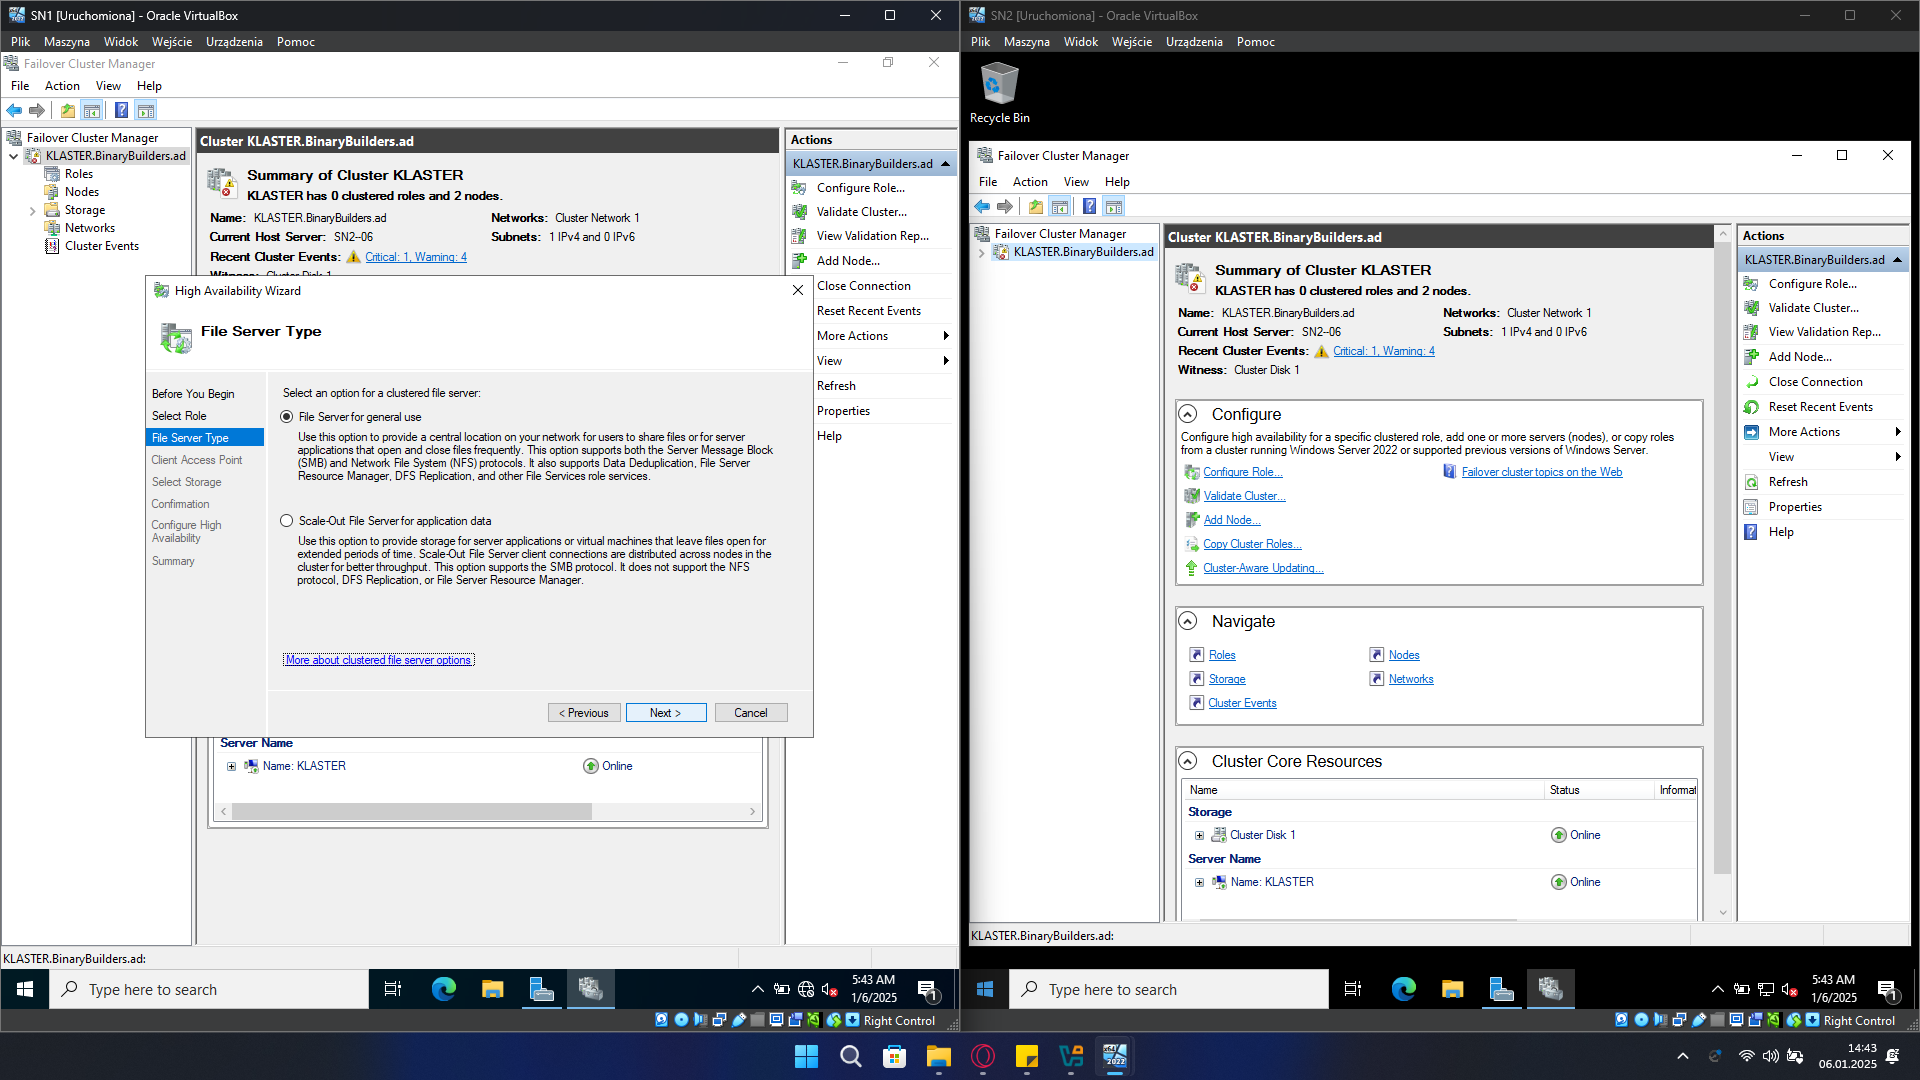 SN1 [Uruchomiona] - Oracle VirtualBox
Plik Maszyna Widok Wejście Urządzenia Pomoc
Failover Cluster Manager
File Action View Help
Failover Cluster Manager
KLASTER.BinaryBuilders.ad
Roles
Nodes
Storage
Networks
Cluster Events
Cluster KLASTER.BinaryBuilders.ad
Summary of Cluster KLASTER
KLASTER has 0 clustered roles and 2 nodes.
Name: KLASTER.BinaryBuilders.ad
Networks: Cluster Network 1
Current Host Server: SN2--06
Subnets: 1 IPv4 and 0 IPv6
Recent Cluster Events: Critical: 1, Warning: 4
Witness: Cluster Disk 1
Actions
KLASTER.BinaryBuilders.ad
Configure Role...
Validate Cluster...
View Validation Rep...
Add Node...
Close Connection
Reset Recent Events
More Actions
View
Refresh
Properties
Help
High Availability Wizard
File Server Type
Before You Begin
Select Role
File Server Type
Client Access Point
Select Storage
Confirmation
Configure High
Availability
Summary
Select an option for a clustered file server:
File Server for general use
Use this option to provide a central location on your network for users to share files or for server
applications that open and close files frequently. This option supports both the Server Message Block
(SMB) and Network File System (NFS) protocols. It also supports Data Deduplication, File Server
Resource Manager, DFS Replication, and other File Services role services.
Scale-Out File Server for application data
Use this option to provide storage for server applications or virtual machines that leave files open for
extended periods of time. Scale-Out File Server client connections are distributed across nodes in the
cluster for better throughput. This option supports the SMB protocol. It does not support the NFS
protocol, DFS Replication, or File Server Resource Manager.
More about clustered file server options
< Previous
Next >
Cancel
Server Name
Name: KLASTER
Online
KLASTER.BinaryBuilders.ad:
Type here to search
5:43 AM
1/6/2025
1
Right Control
SN2 [Uruchomiona] - Oracle VirtualBox
Plik Maszyna Widok Wejście Urządzenia Pomoc
Recycle Bin
Failover Cluster Manager
File Action View Help
Failover Cluster Manager
KLASTER.BinaryBuilders.ad
Cluster KLASTER.BinaryBuilders.ad
Summary of Cluster KLASTER
KLASTER has 0 clustered roles and 2 nodes.
Name: KLASTER.BinaryBuilders.ad
Networks: Cluster Network 1
Current Host Server: SN2--06
Subnets: 1 IPv4 and 0 IPv6
Recent Cluster Events: Critical: 1, Warning: 4
Witness: Cluster Disk 1
Configure
Configure high availability for a specific clustered role, add one or more servers (nodes), or copy roles
from a cluster running Windows Server 2022 or supported previous versions of Windows Server.
Configure Role...
Failover cluster topics on the Web
Validate Cluster...
Add Node...
Copy Cluster Roles...
Cluster-Aware Updating...
Navigate
Roles
Nodes
Storage
Networks
Cluster Events
Cluster Core Resources
Name Status Informat
Storage
Cluster Disk 1 Online
Server Name
Name: KLASTER Online
Actions
KLASTER.BinaryBuilders.ad
Configure Role...
Validate Cluster...
View Validation Rep...
Add Node...
Close Connection
Reset Recent Events
More Actions
View
Refresh
Properties
Help
KLASTER.BinaryBuilders.ad:
Type here to search
5:43 AM
1/6/2025
1
Right Control
x64
2022
14:43
06.01.2025